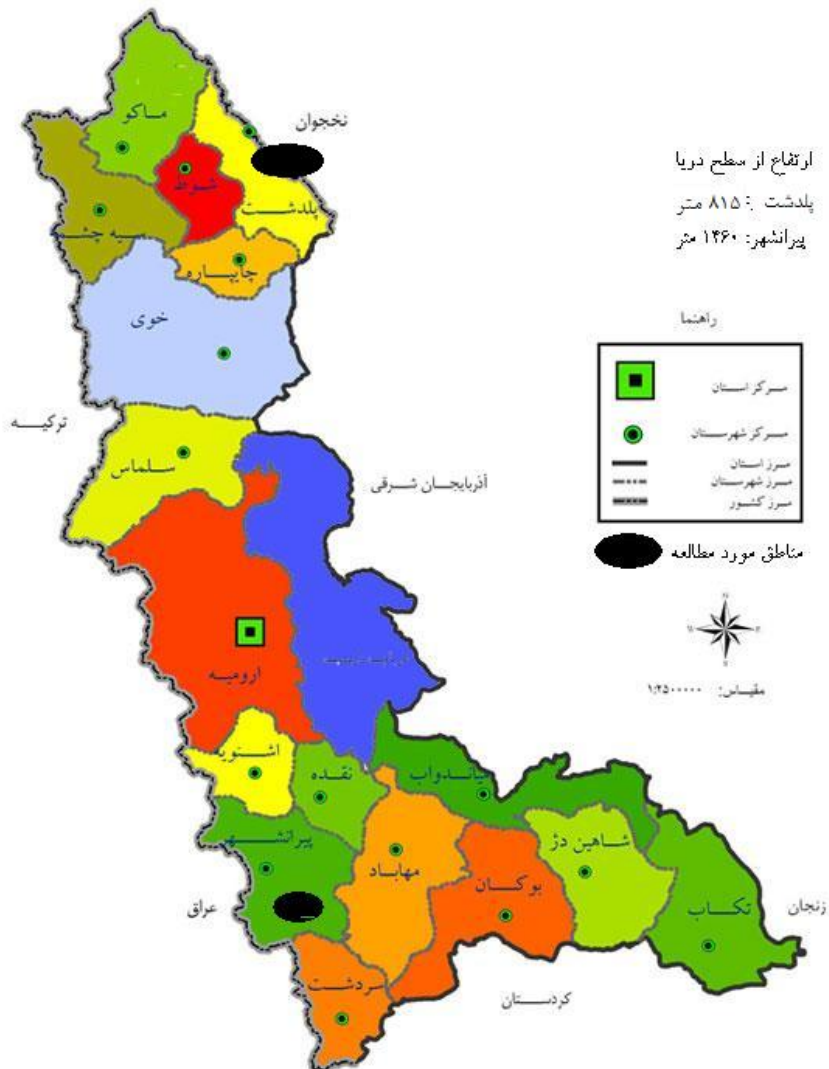 ماکو
نخجوان
شوط
پلدشت
سیه چشمه
چایپاره
خوی
ترکیه
سلماس
آذربایجان شرقی
ارومیه
اشنویه
نقده
میاندواب
پیرانشهر
مهاباد
بوکان
شاهین دژ
تکاب
زنجان
عراق
سردشت
کردستان
ارتفاع از سطح دریا
پلدشت : ۸۱۵ متر
پیرانشهر: ۱۴۶۰ متر
راهنما
مرکز استان
مرکز شهرستان
مرز استان
مرز شهرستان
مرز کشور
مناطق مورد مطالعه
N
مقیاس: ۱:۲۵۰۰۰۰۰